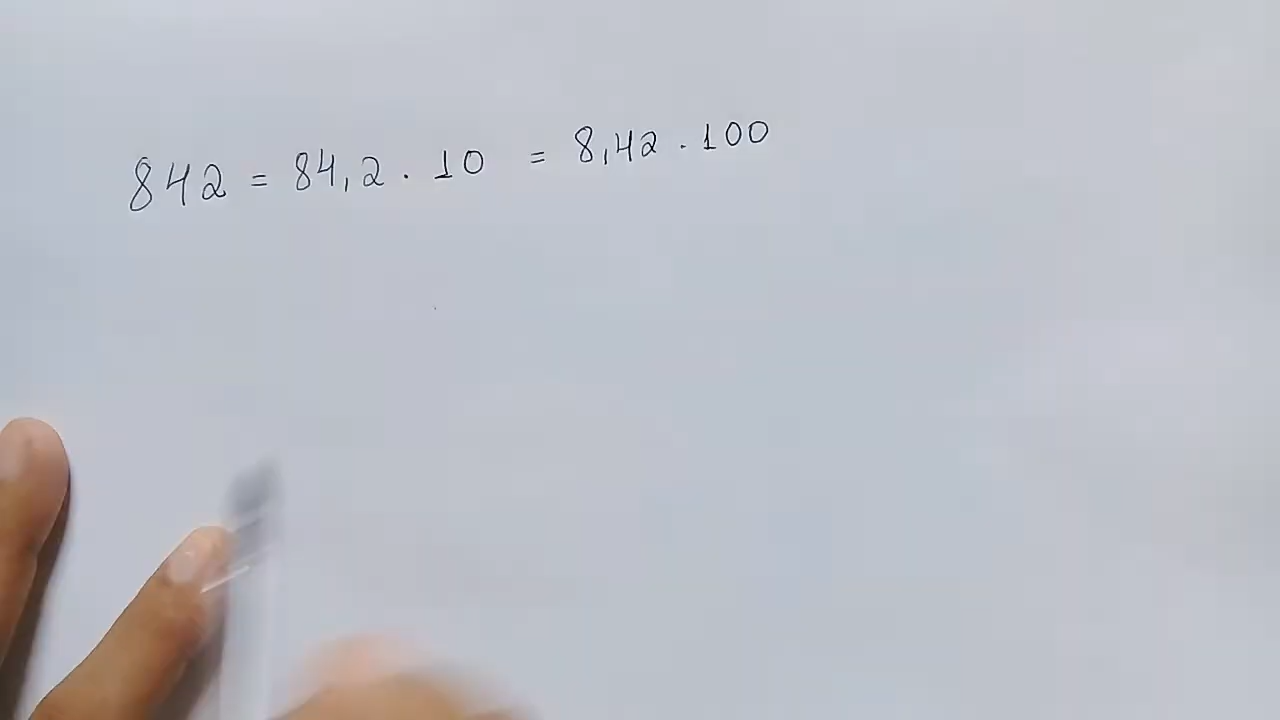 842 = 84,2 . 10 = 8,42 . 100